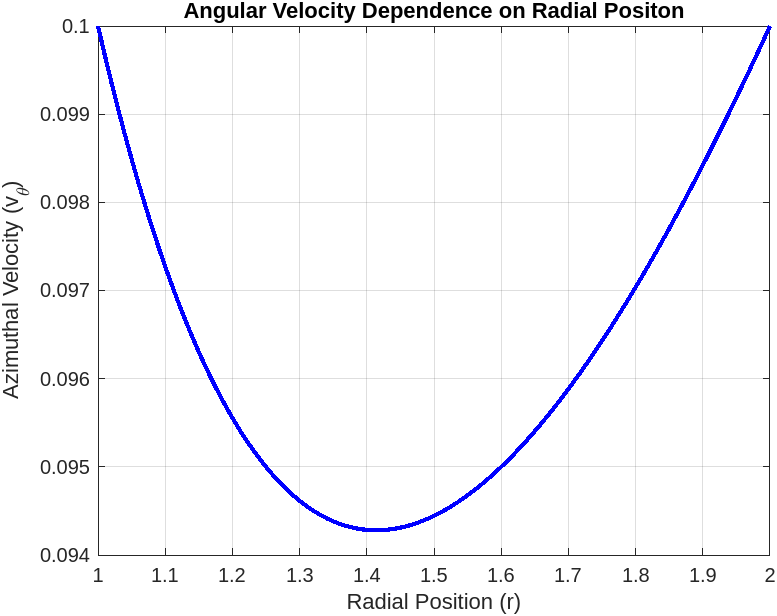 Angular Velocity Dependence on Radial Positon
0.1
0.099
0.098
0.097
0.096
0.095
0.094
Azimuthal Velocity (v_θ)
1 1.1 1.2 1.3 1.4 1.5 1.6 1.7 1.8 1.9 2
Radial Position (r)